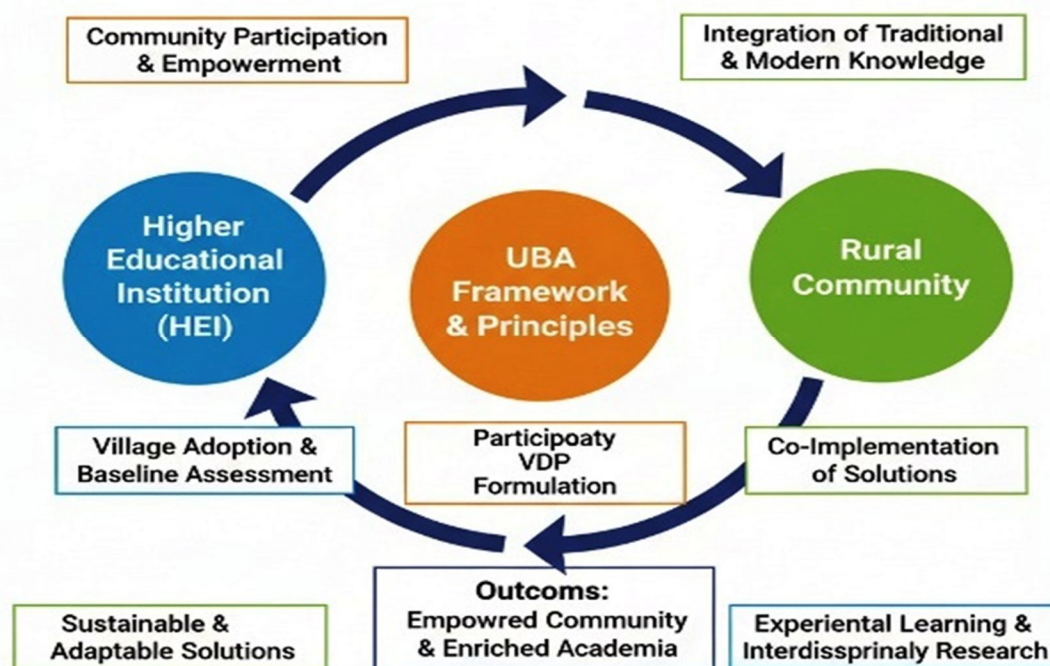 Community Participation
& Empowerment
Integration of Traditional
& Modern Knowledge
Higher
Educational
Institution
(HEI)
UBA
Framework
& Principles
Rural
Community
Village Adoption &
Baseline Assessment
Participoaty
VDP
Formulation
Co-Implementation
of Solutions
Sustainable &
Adaptable Solutions
Outcoms:
Empowred Community
& Enriched Academia
Experiential Learning &
Interdissprinaly Research